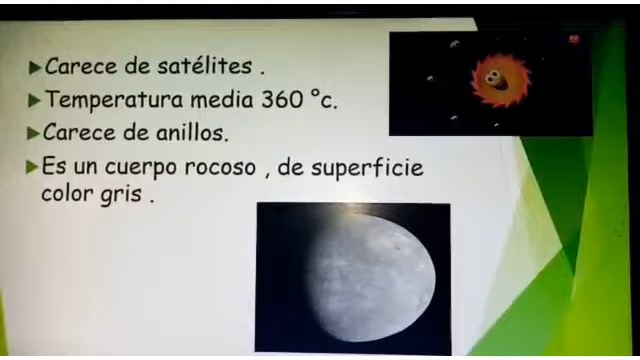 Carece de satélites .
Temperatura media 360 °c.
Carece de anillos.
Es un cuerpo rocoso , de superficie
color gris .